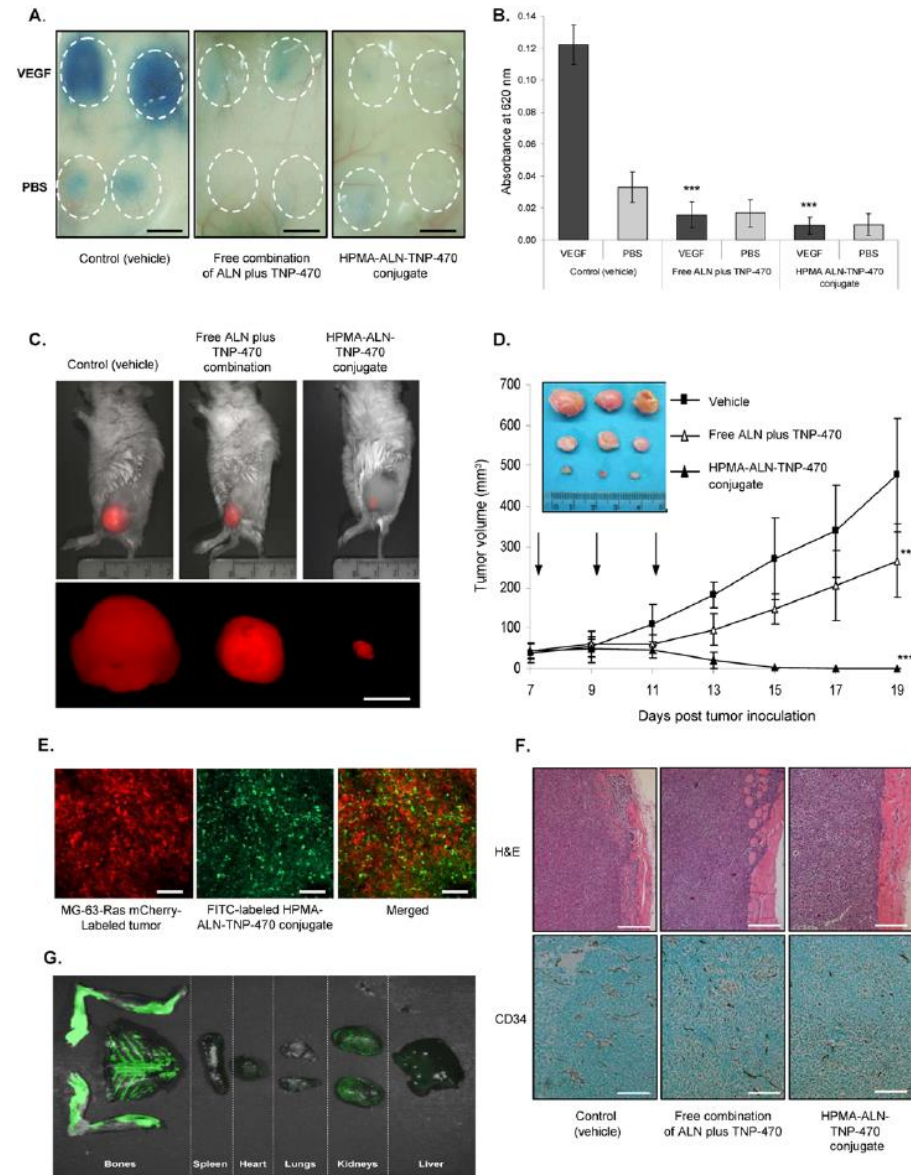 A.
VEGF
PBS
Control (vehicle)
Free combination
of ALN plus TNP-470
HPMA-ALN-TNP-470
conjugate
B.
Absorbance at 620 nm
0.14
0.12
0.10
0.08
0.06
0.04
0.02
0.00
***
***
VEGF PBS VEGF PBS VEGF PBS
Control (vehicle) Free ALN plus TNP-470 HPMA ALN-TNP-470
conjugate
C.
Control (vehicle)
Free ALN plus
TNP-470
combination
HPMA-ALN-
TNP-470
conjugate
D.
Tumor volume (mm³)
700
600
500
400
300
200
100
0
Vehicle
Free ALN plus TNP-470
HPMA-ALN-TNP-470
conjugate
0 1 2 3 4 5
**
***
7 9 11 13 15 17 19
Days post tumor inoculation
E.
MG-63-Ras mCherry-
Labeled tumor
FITC-labeled HPMA-
ALN-TNP-470 conjugate
Merged
F.
H&E
CD34
Control
(vehicle)
Free combination
of ALN plus TNP-470
HPMA-ALN-
TNP-470
conjugate
G.
Bones Spleen Heart Lungs Kidneys Liver